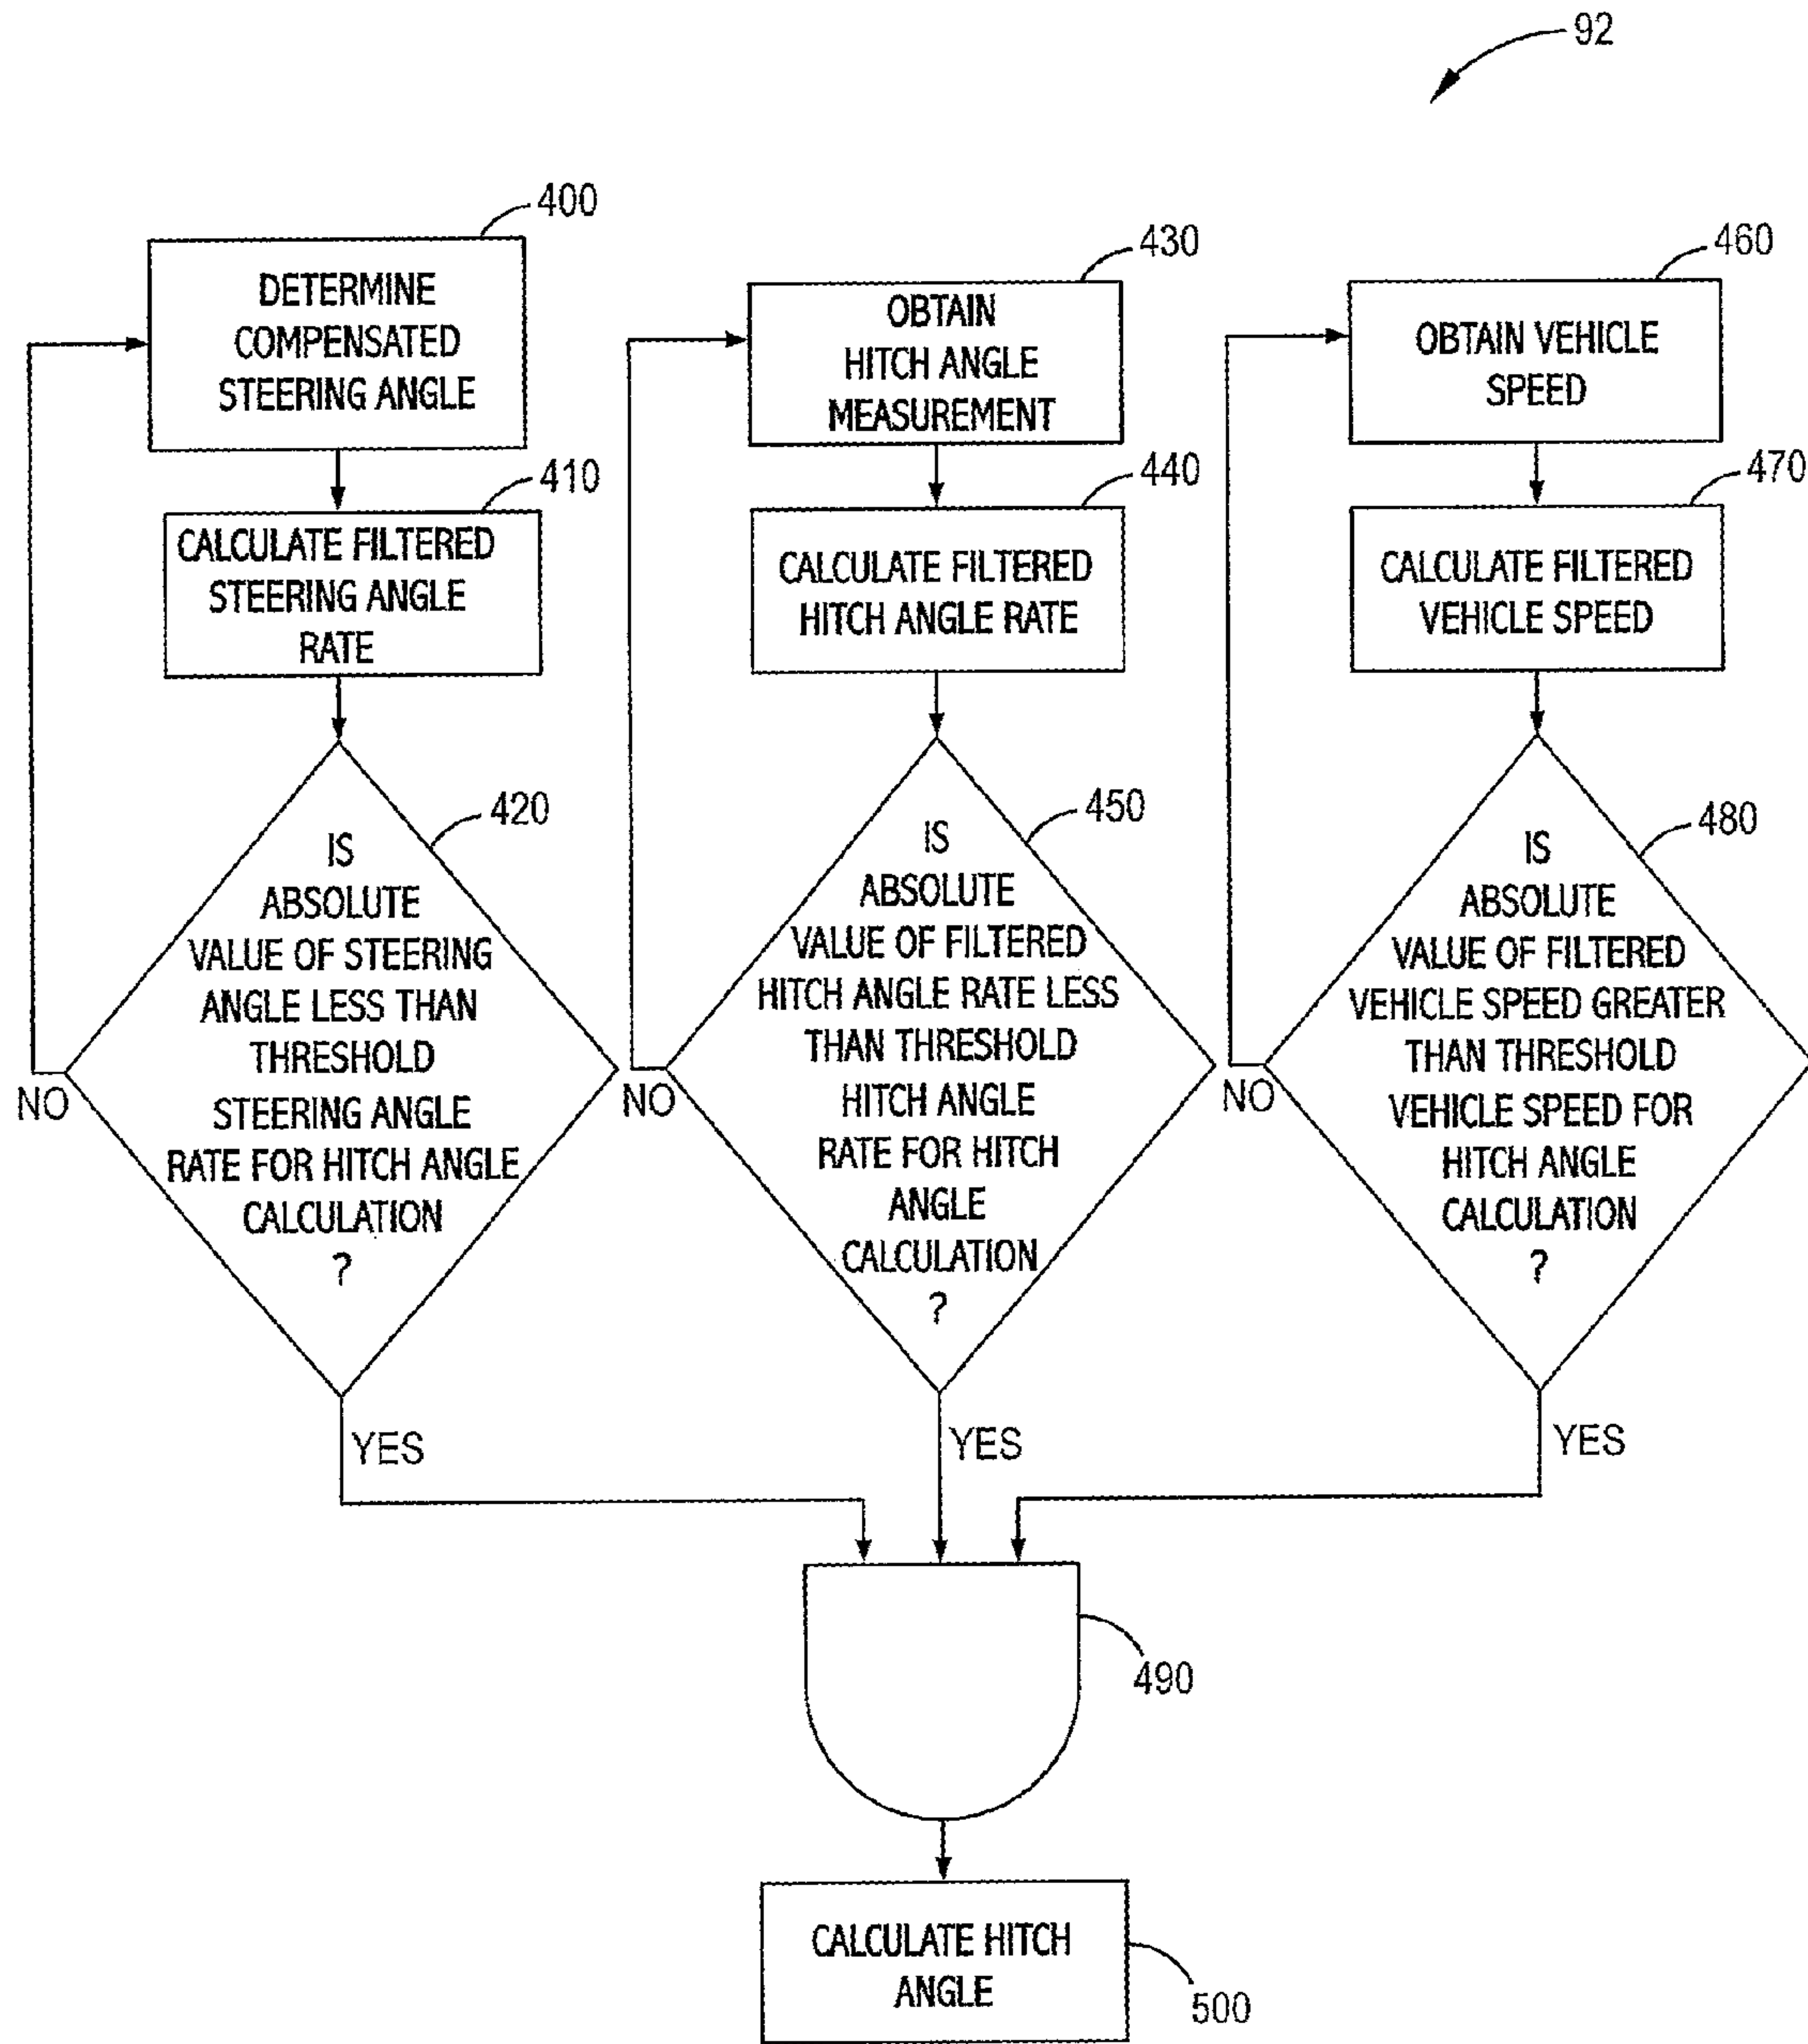 92
400
DETERMINE
COMPENSATED
STEERING ANGLE
410
CALCULATE FILTERED
STEERING ANGLE
RATE
420
IS
ABSOLUTE
VALUE OF STEERING
ANGLE LESS THAN
THRESHOLD
STEERING ANGLE
RATE FOR HITCH ANGLE
CALCULATION
?
NO
YES
430
OBTAIN
HITCH ANGLE
MEASUREMENT
440
CALCULATE FILTERED
HITCH ANGLE RATE
450
IS
ABSOLUTE
VALUE OF FILTERED
HITCH ANGLE RATE LESS
THAN THRESHOLD
HITCH ANGLE
RATE FOR HITCH
ANGLE
CALCULATION
?
NO
YES
460
OBTAIN VEHICLE
SPEED
470
CALCULATE FILTERED
VEHICLE SPEED
480
IS
ABSOLUTE
VALUE OF FILTERED
VEHICLE SPEED GREATER
THAN THRESHOLD
VEHICLE SPEED FOR
HITCH ANGLE
CALCULATION
?
NO
YES
490
CALCULATE HITCH
ANGLE
500